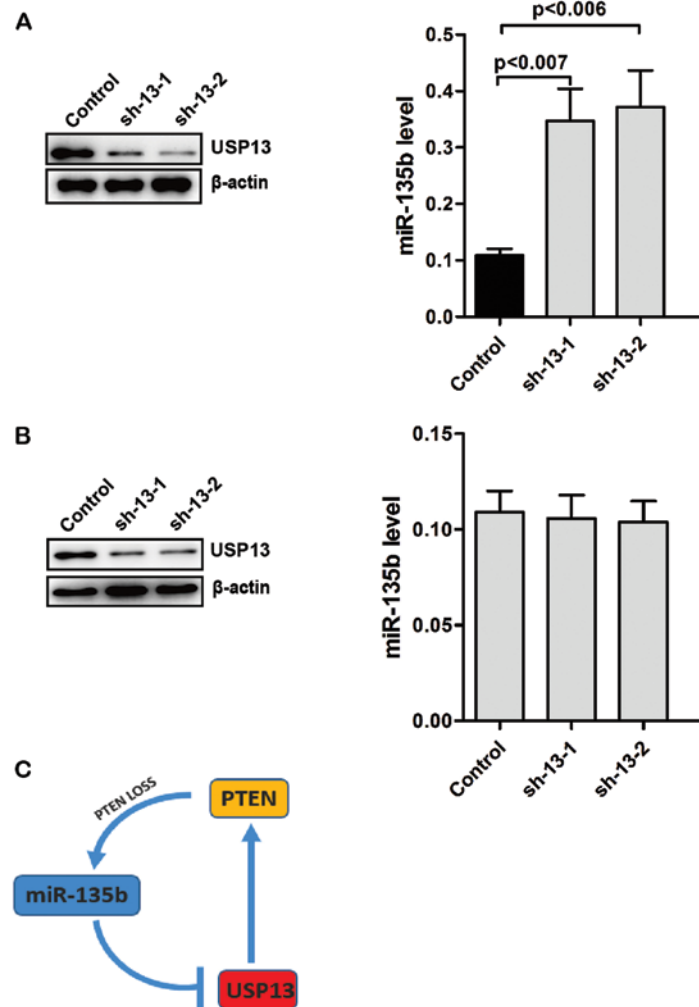 A
Control
sh-13-1
sh-13-2
USP13
β-actin
p<0.006
p<0.007
miR-135b level
0.5
0.4
0.3
0.2
0.1
0.0
Control
sh-13-1
sh-13-2
B
Control
sh-13-1
sh-13-2
USP13
β-actin
miR-135b level
0.15
0.10
0.05
0.00
Control
sh-13-1
sh-13-2
C
PTEN LOSS
PTEN
miR-135b
USP13